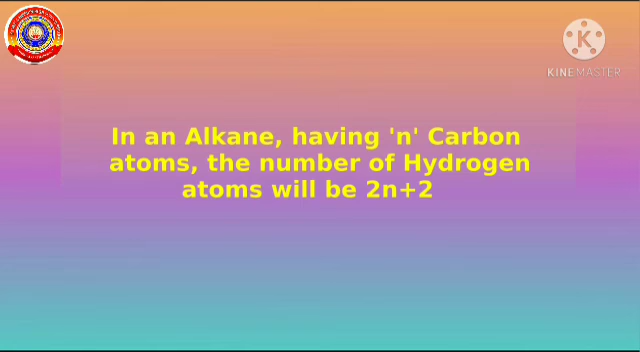 KINEMASTER
In an Alkane, having 'n' Carbon
atoms, the number of Hydrogen
atoms will be 2n+2